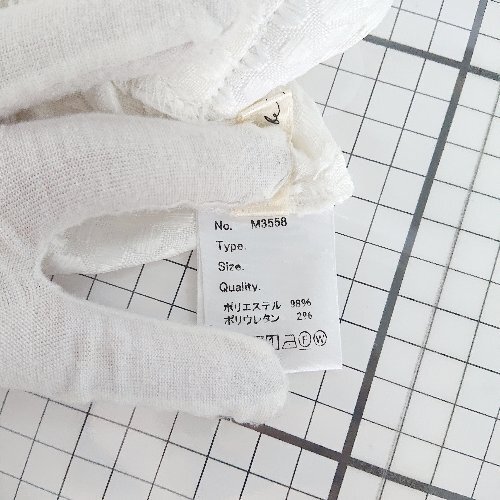 No. M3558
Type.
Size.
Quality.
ポリエステル 98%
ポリウレタン 2%
F W